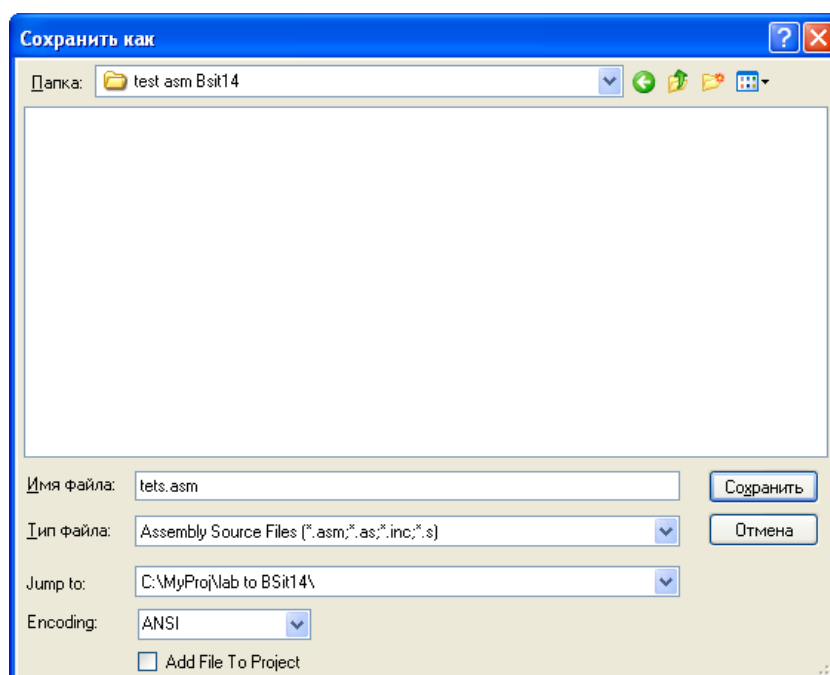 Сохранить как
Папка: test asm Bsit14
Имя файла: tets.asm Сохранить
Тип файла: Assembly Source Files (*.asm;*.as;*.inc;*.s) Отмена
Jump to: C:\MyProj\lab to BSit14\
Encoding: ANSI
Add File To Project